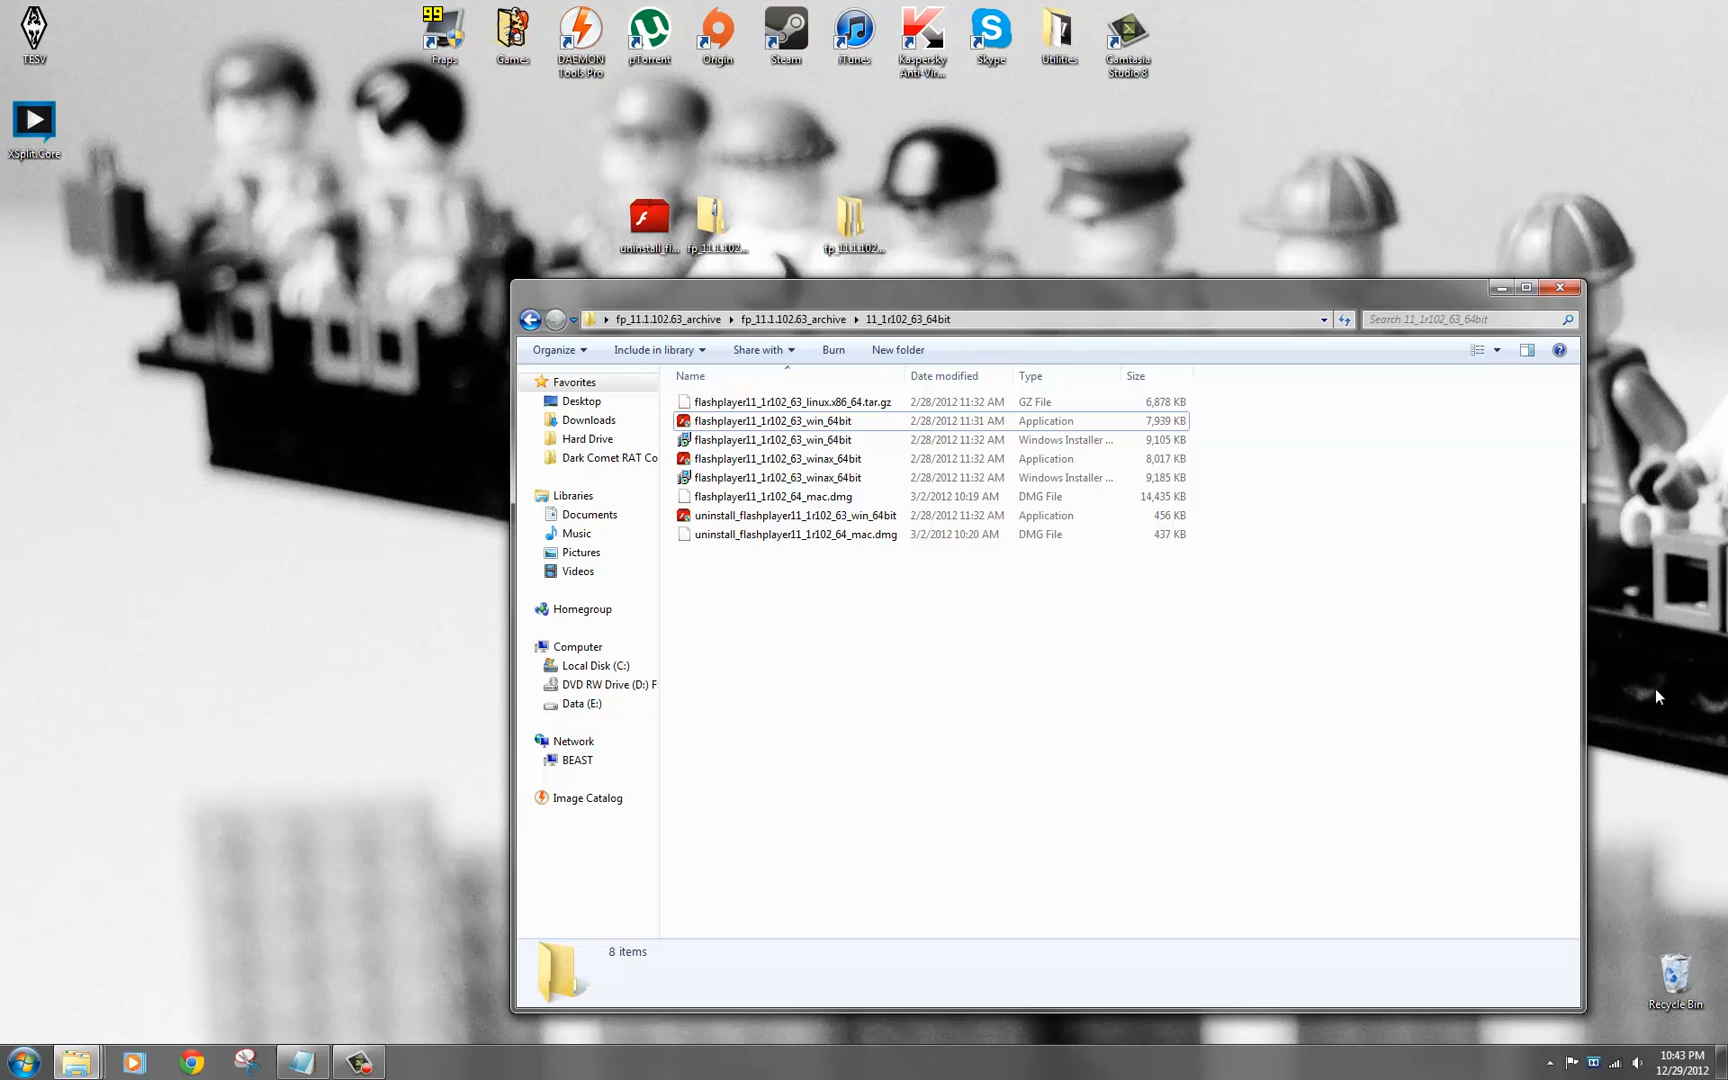 99
TESV
Fraps
Games
DAEMON
Tools Pro
µTorrent
Origin
Steam
iTunes
Kaspersky
Anti-Vir...
Skype
Utilities
Camtasia
Studio 8
XSplit.Core
uninstall_fl...
fp_11.1.102...
fp_11.1.102...
fp_11.1.102.63_archive
fp_11.1.102.63_archive
11_1r102_63_64bit
Search 11_1r102_63_64bit
Organize
Include in library
Share with
Burn
New folder
Name
Date modified
Type
Size
flashplayer11_1r102_63_linux.x86_64.tar.gz 2/28/2012 11:32 AM GZ File 6,878 KB
flashplayer11_1r102_63_win_64bit 2/28/2012 11:31 AM Application 7,939 KB
flashplayer11_1r102_63_win_64bit 2/28/2012 11:32 AM Windows Installer ... 9,105 KB
flashplayer11_1r102_63_winax_64bit 2/28/2012 11:32 AM Application 8,017 KB
flashplayer11_1r102_63_winax_64bit 2/28/2012 11:32 AM Windows Installer ... 9,185 KB
flashplayer11_1r102_64_mac.dmg 3/2/2012 10:19 AM DMG File 14,435 KB
uninstall_flashplayer11_1r102_63_win_64bit 2/28/2012 11:32 AM Application 456 KB
uninstall_flashplayer11_1r102_64_mac.dmg 3/2/2012 10:20 AM DMG File 437 KB
Favorites
Desktop
Downloads
Hard Drive
Dark Comet RAT Co
Libraries
Documents
Music
Pictures
Videos
Homegroup
Computer
Local Disk (C:)
DVD RW Drive (D:) F
Data (E:)
Network
BEAST
Image Catalog
8 items
Recycle Bin
10:43 PM
12/29/2012